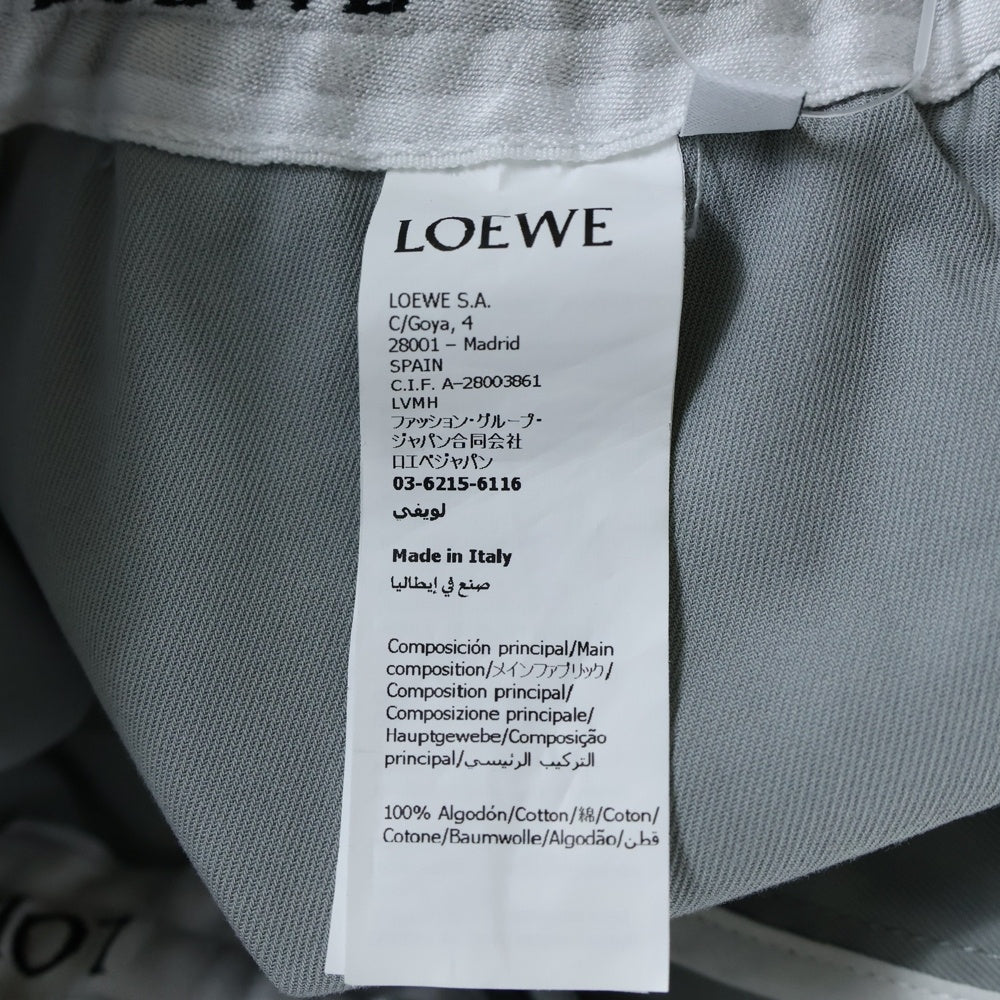 LOEWE
LOEWE S.A.
C/Goya, 4
28001 – Madrid
SPAIN
C.I.F. A-28003861
LVMH
ファッション・グループ・
ジャパン合同会社
ロエベジャパン
03-6215-6116
لويفي
Made in Italy
صنع في إيطاليا
Composición principal/Main
composition/メインファブリック/
Composition principal/
Composizione principale/
Hauptgewebe/Composição
principal/التركيب الرئيسي
100% Algodón/Cotton/綿/Coton/
Cotone/Baumwolle/Algodão/قطن